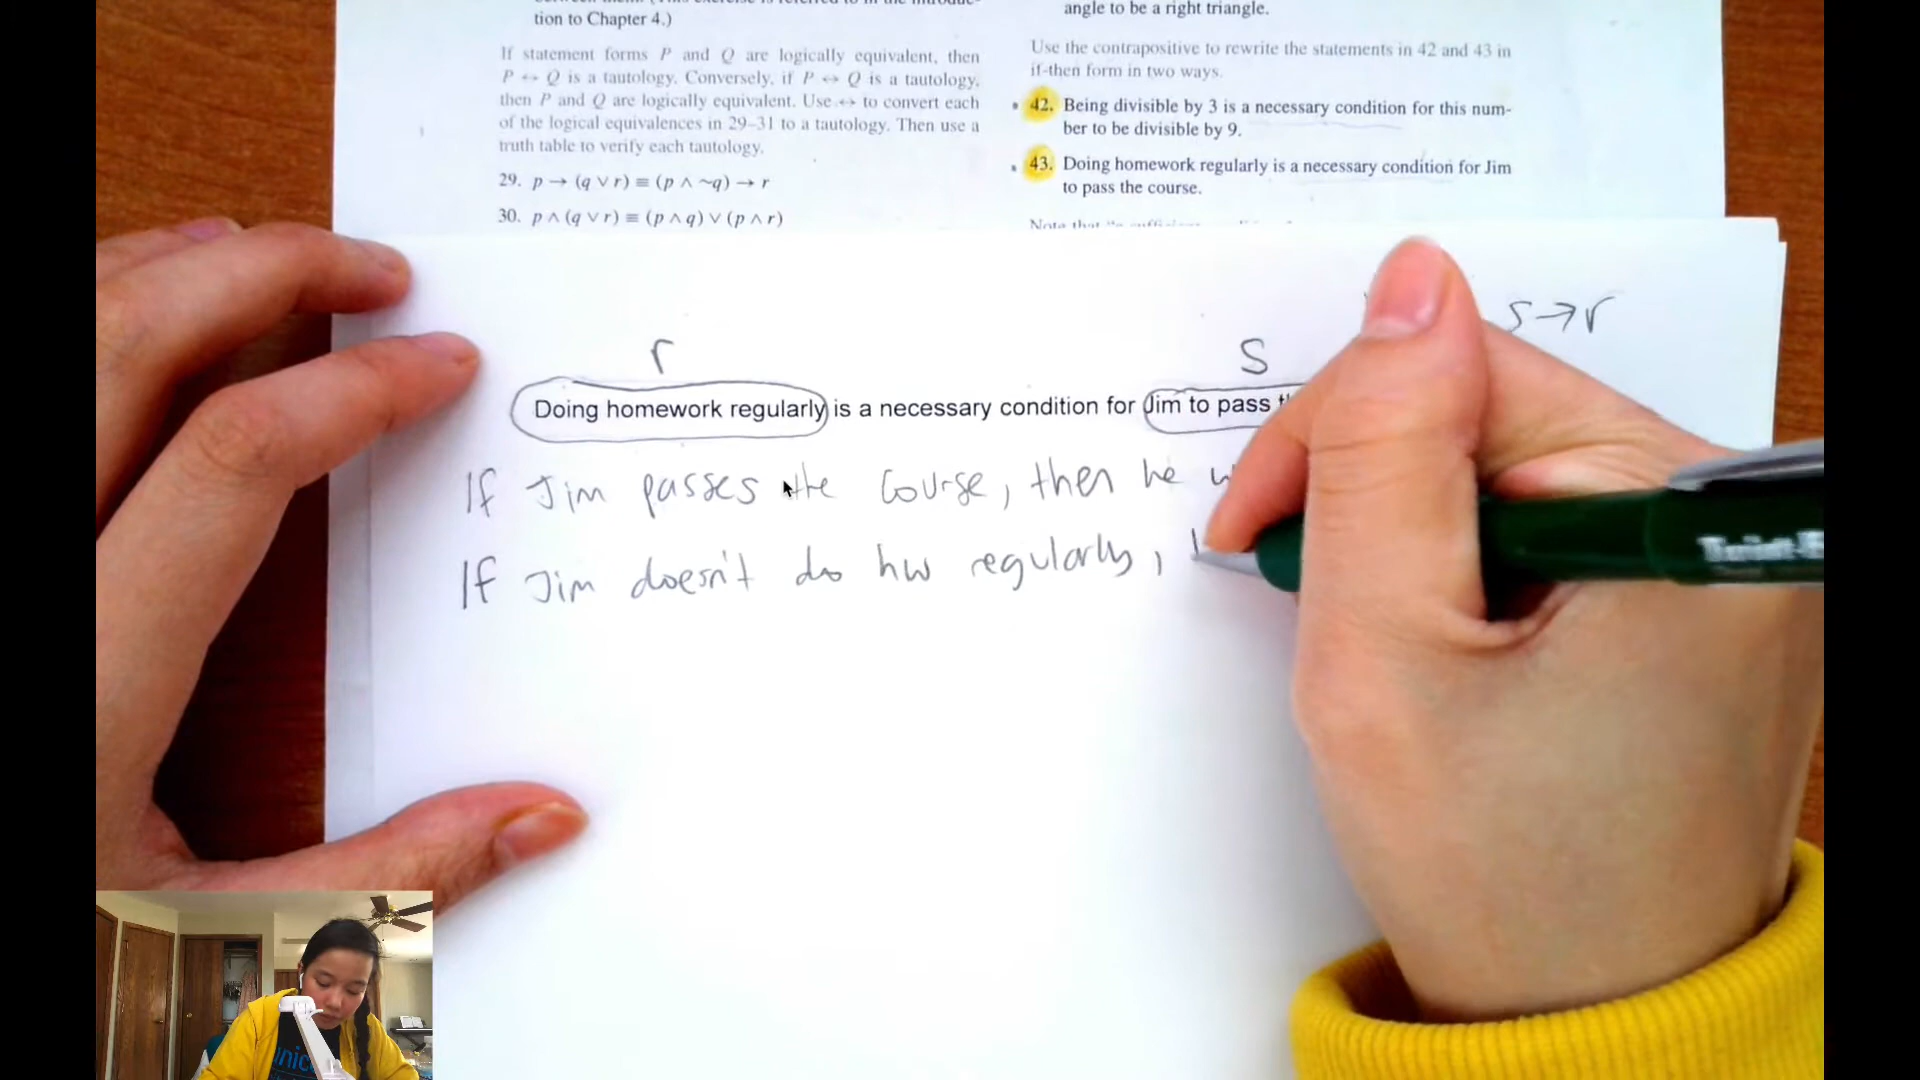 tion to Chapter 4.)
If statement forms P and Q are logically equivalent, then
P ↔ Q is a tautology. Conversely, if P ↔ Q is a tautology,
then P and Q are logically equivalent. Use ↔ to convert each
of the logical equivalences in 29–31 to a tautology. Then use a
truth table to verify each tautology.
29. p → (q ∨ r) ≡ (p ∧ ~q) → r
30. p ∧ (q ∨ r) ≡ (p ∧ q) ∨ (p ∧ r)
angle to be a right triangle.
Use the contrapositive to rewrite the statements in 42 and 43 in
if-then form in two ways.
42. Being divisible by 3 is a necessary condition for this num-
ber to be divisible by 9.
43. Doing homework regularly is a necessary condition for Jim
to pass the course.
Note that
s → r
r s
Doing homework regularly is a necessary condition for Jim to pass
If Jim passes the course, then he
If Jim doesn't do hw regularly,